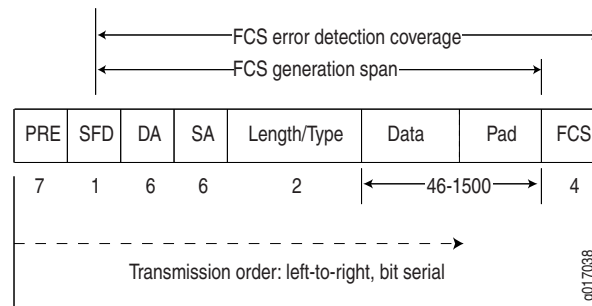 FCS error detection coverage
FCS generation span
PRE SFD DA SA Length/Type Data Pad FCS
7 1 6 6 2 46-1500 4
Transmission order: left-to-right, bit serial
g017038